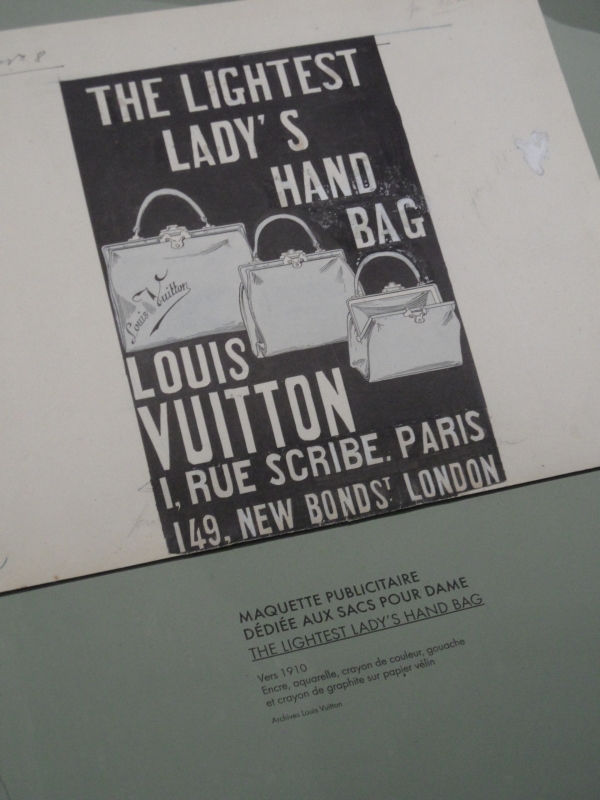 THE LIGHTEST
LADY'S
HAND
BAG
Louis Vuitton
LOUIS
VUITTON
1, RUE SCRIBE. PARIS
149, NEW BOND ST LONDON
MAQUETTE PUBLICITAIRE
DÉDIÉE AUX SACS POUR DAME
THE LIGHTEST LADY'S HAND BAG
Vers 1910
Encre, aquarelle, crayon de couleur, gouache
et crayon de graphite sur papier vélin
Archives Louis Vuitton